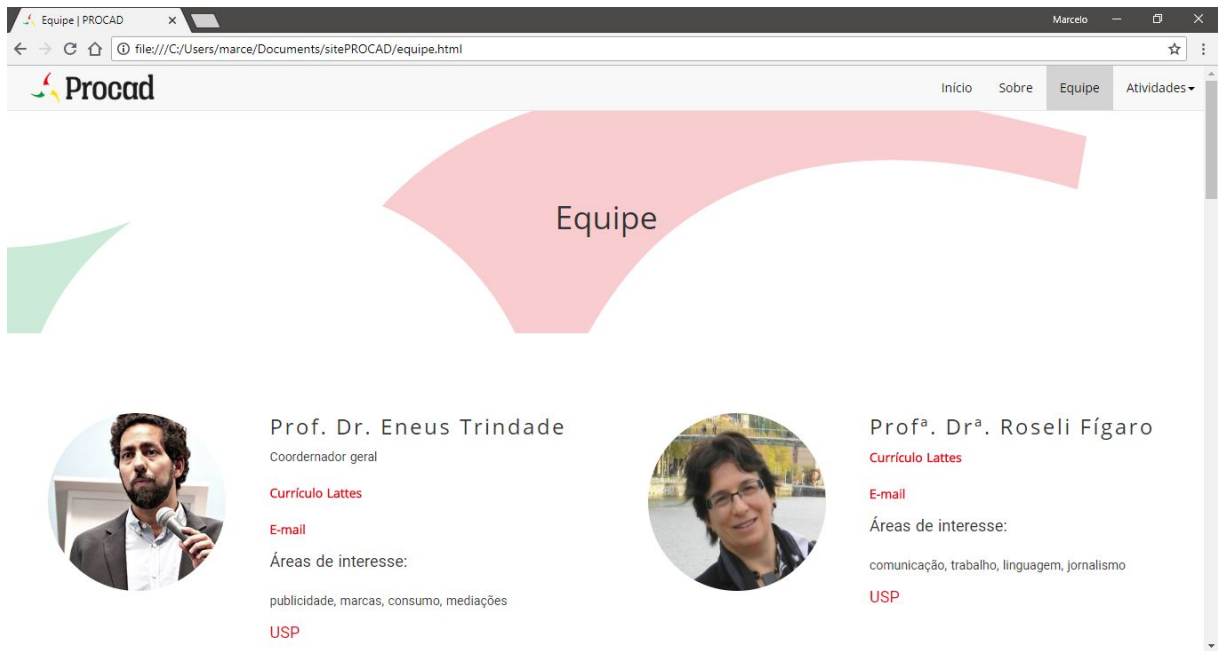 Equipe | PROCAD
Marcelo
file:///C:/Users/marce/Documents/sitePROCAD/equipe.html
Procad
Início Sobre Equipe Atividades
Equipe
Prof. Dr. Eneus Trindade
Coordernador geral
Currículo Lattes
E-mail
Áreas de interesse:
publicidade, marcas, consumo, mediações
USP
Profª. Drª. Roseli Fígaro
Currículo Lattes
E-mail
Áreas de interesse:
comunicação, trabalho, linguagem, jornalismo
USP